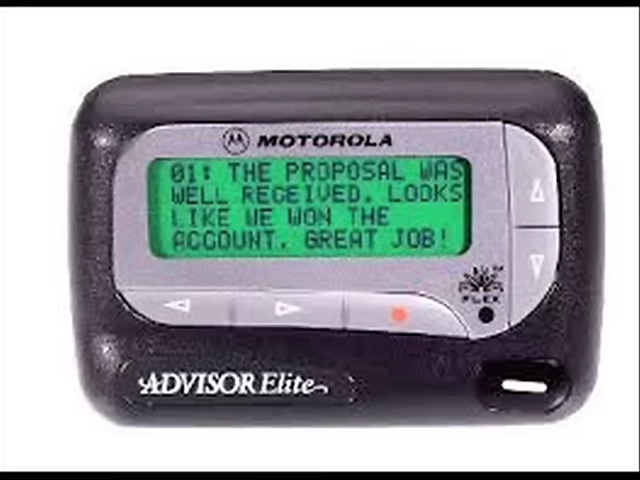 MOTOROLA
01: THE PROPOSAL WAS
WELL RECEIVED. LOOKS
LIKE WE WON THE
ACCOUNT. GREAT JOB!
FLEX
ADVISOR Elite